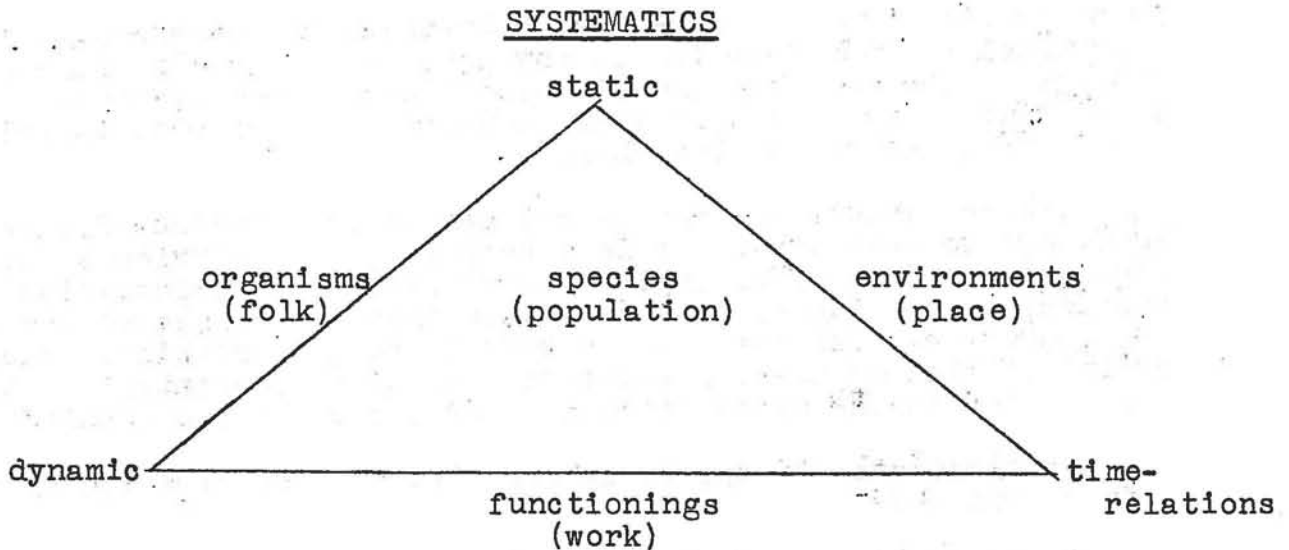 SYSTEMATICS
static
organisms
(folk)
species
(population)
environments
(place)
dynamic
time-
relations
functionings
(work)